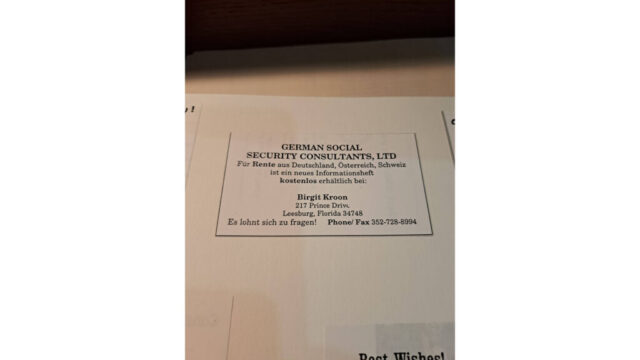 GERMAN SOCIAL
SECURITY CONSULTANTS, LTD
Für Rente aus Deutschland, Österreich, Schweiz
ist ein neues Informationsheft
kostenlos erhältlich bei:
Birgit Kroon
217 Prince Drive
Leesburg, Florida 34748
Es lohnt sich zu fragen! Phone/ Fax 352-728-8994
Best Wishes!